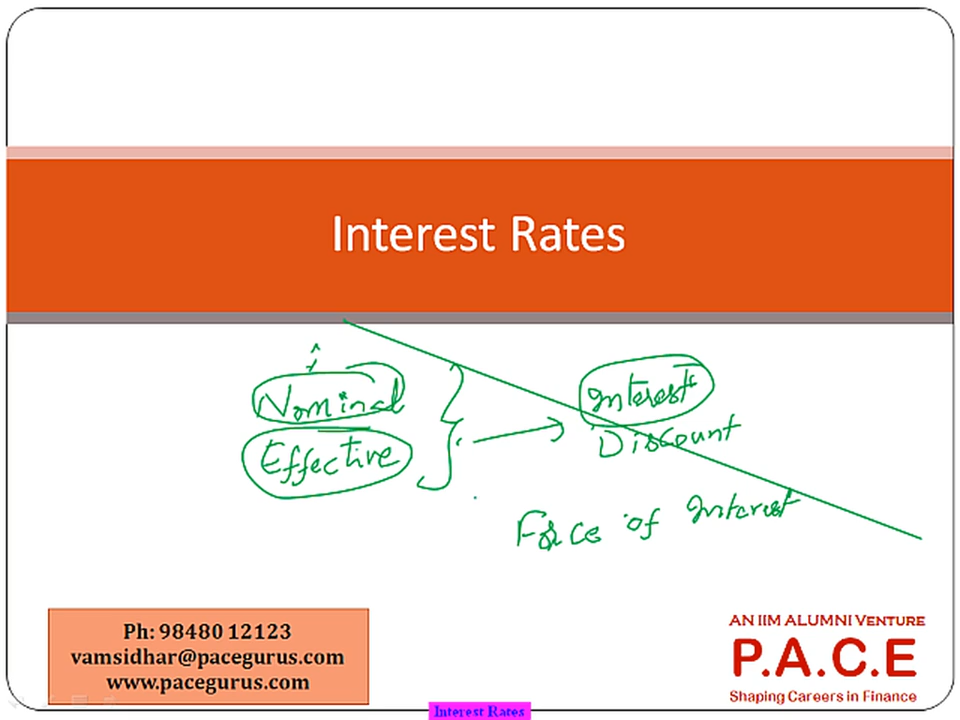 Interest Rates
i
Nominal
Effective
Interest
Discount
Force of Interest
Ph: 98480 12123
vamsidhar@pacegurus.com
www.pacegurus.com
AN IIM ALUMNI VENTURE
P.A.C.E
Shaping Careers in Finance
Interest Rates